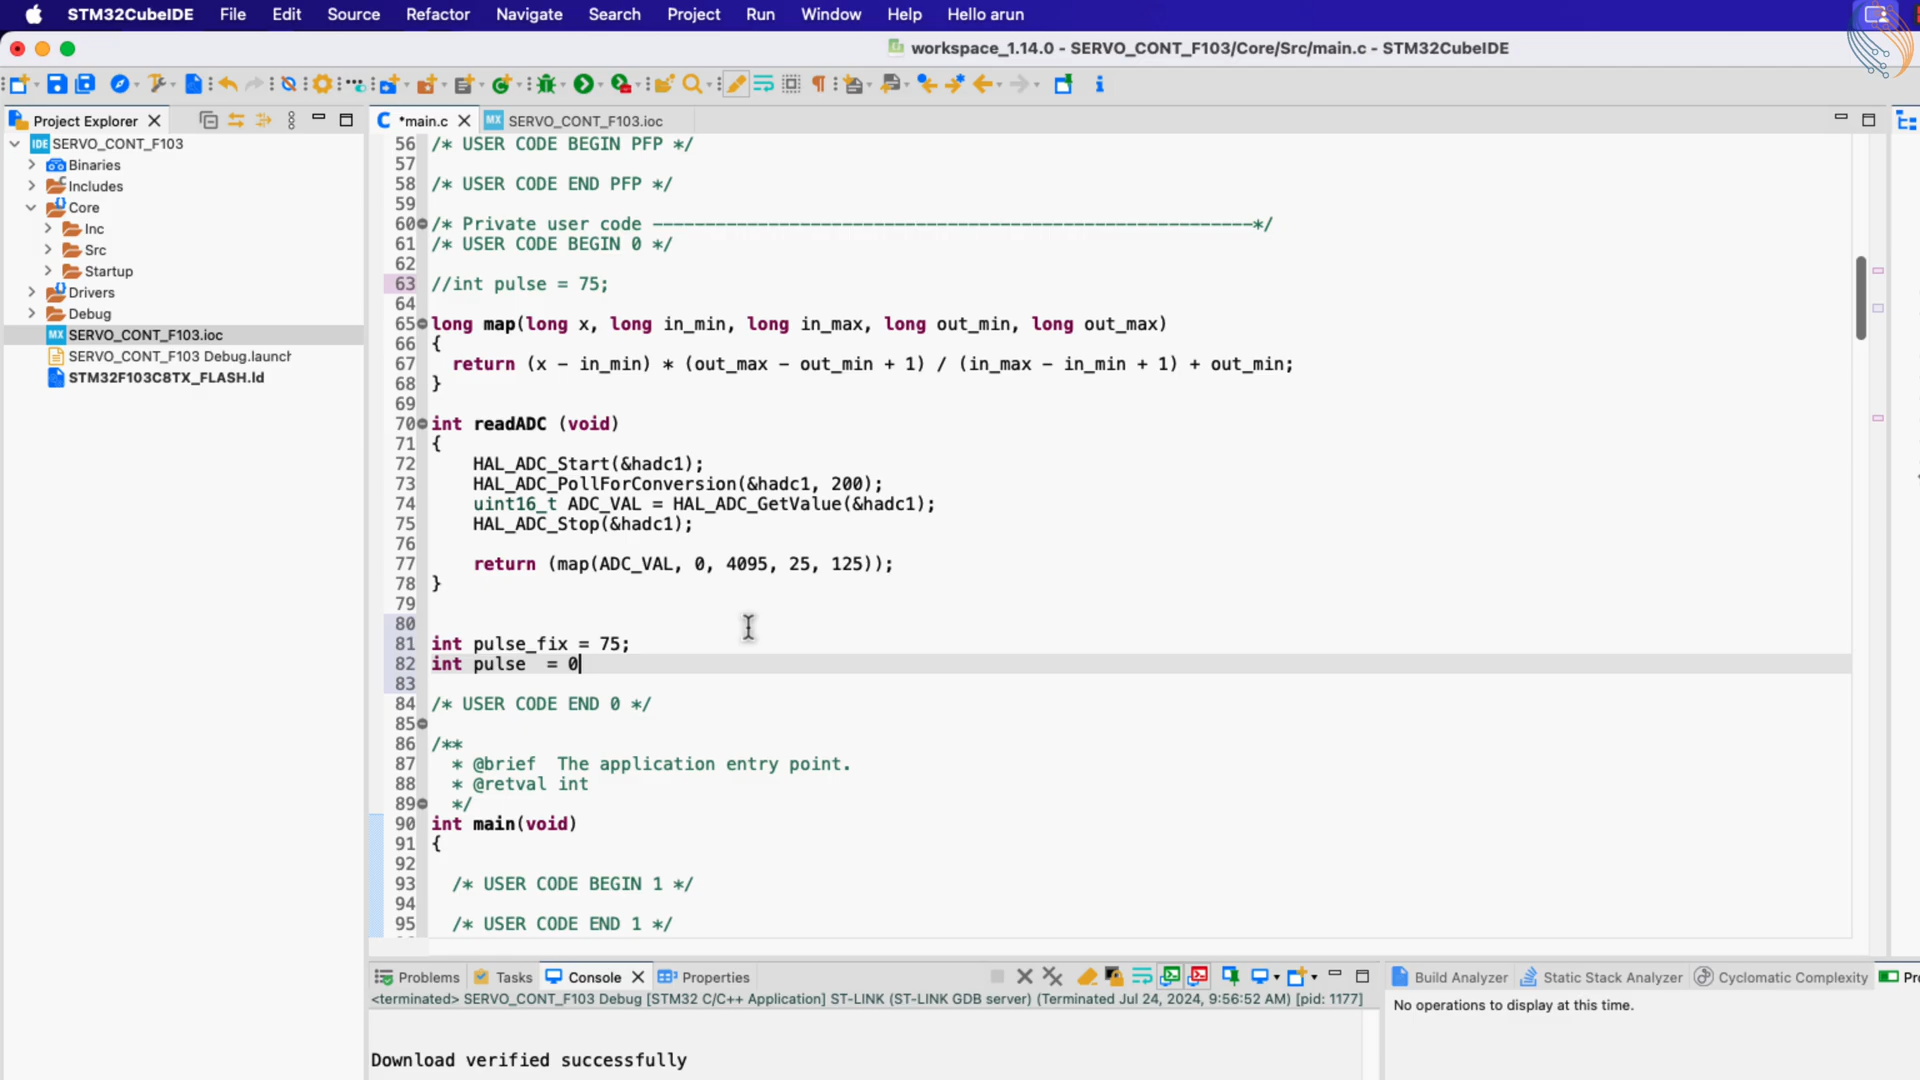 STM32CubeIDE File Edit Source Refactor Navigate Search Project Run Window Help Hello arun
workspace_1.14.0 - SERVO_CONT_F103/Core/Src/main.c - STM32CubeIDE
Project Explorer
*main.c
SERVO_CONT_F103.ioc
IDE SERVO_CONT_F103
Binaries
Includes
Core
Inc
Src
Startup
Drivers
Debug
MX SERVO_CONT_F103.ioc
SERVO_CONT_F103 Debug.launch
STM32F103C8TX_FLASH.ld
56 /* USER CODE BEGIN PFP */
57
58 /* USER CODE END PFP */
59
60 /* Private user code ---------------------------------------------------------*/
61 /* USER CODE BEGIN 0 */
62
63 //int pulse = 75;
64
65 long map(long x, long in_min, long in_max, long out_min, long out_max)
66 {
67   return (x - in_min) * (out_max - out_min + 1) / (in_max - in_min + 1) + out_min;
68 }
69
70 int readADC (void)
71 {
72     HAL_ADC_Start(&hadc1);
73     HAL_ADC_PollForConversion(&hadc1, 200);
74     uint16_t ADC_VAL = HAL_ADC_GetValue(&hadc1);
75     HAL_ADC_Stop(&hadc1);
76
77     return (map(ADC_VAL, 0, 4095, 25, 125));
78 }
79
80
81 int pulse_fix = 75;
82 int pulse  = 0
83
84 /* USER CODE END 0 */
85
86 /**
87   * @brief  The application entry point.
88   * @retval int
89   */
90 int main(void)
91 {
92
93   /* USER CODE BEGIN 1 */
94
95   /* USER CODE END 1 */
Problems Tasks Console Properties
<terminated> SERVO_CONT_F103 Debug [STM32 C/C++ Application] ST-LINK (ST-LINK GDB server) (Terminated Jul 24, 2024, 9:56:52 AM) [pid: 1177]
Download verified successfully
Build Analyzer Static Stack Analyzer Cyclomatic Complexity
No operations to display at this time.